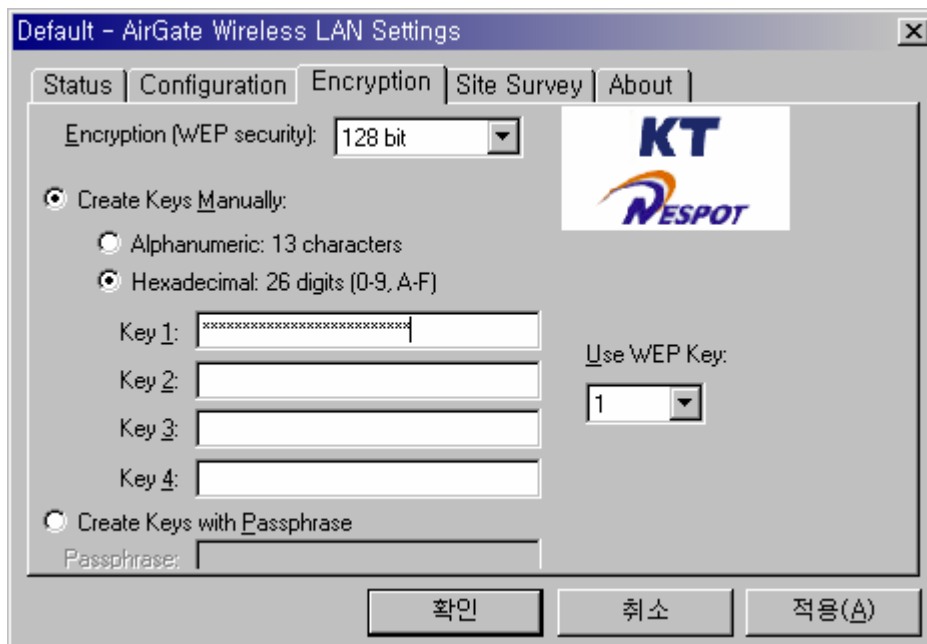 Default - AirGate Wireless LAN Settings
Status Configuration Encryption Site Survey About
Encryption (WEP security): 128 bit
KT
NESPOT
Create Keys Manually:
Alphanumeric: 13 characters
Hexadecimal: 26 digits (0-9, A-F)
Key 1: **************************
Key 2:
Key 3:
Key 4:
Use WEP Key:
1
Create Keys with Passphrase
Passphrase:
확인 취소 적용(A)